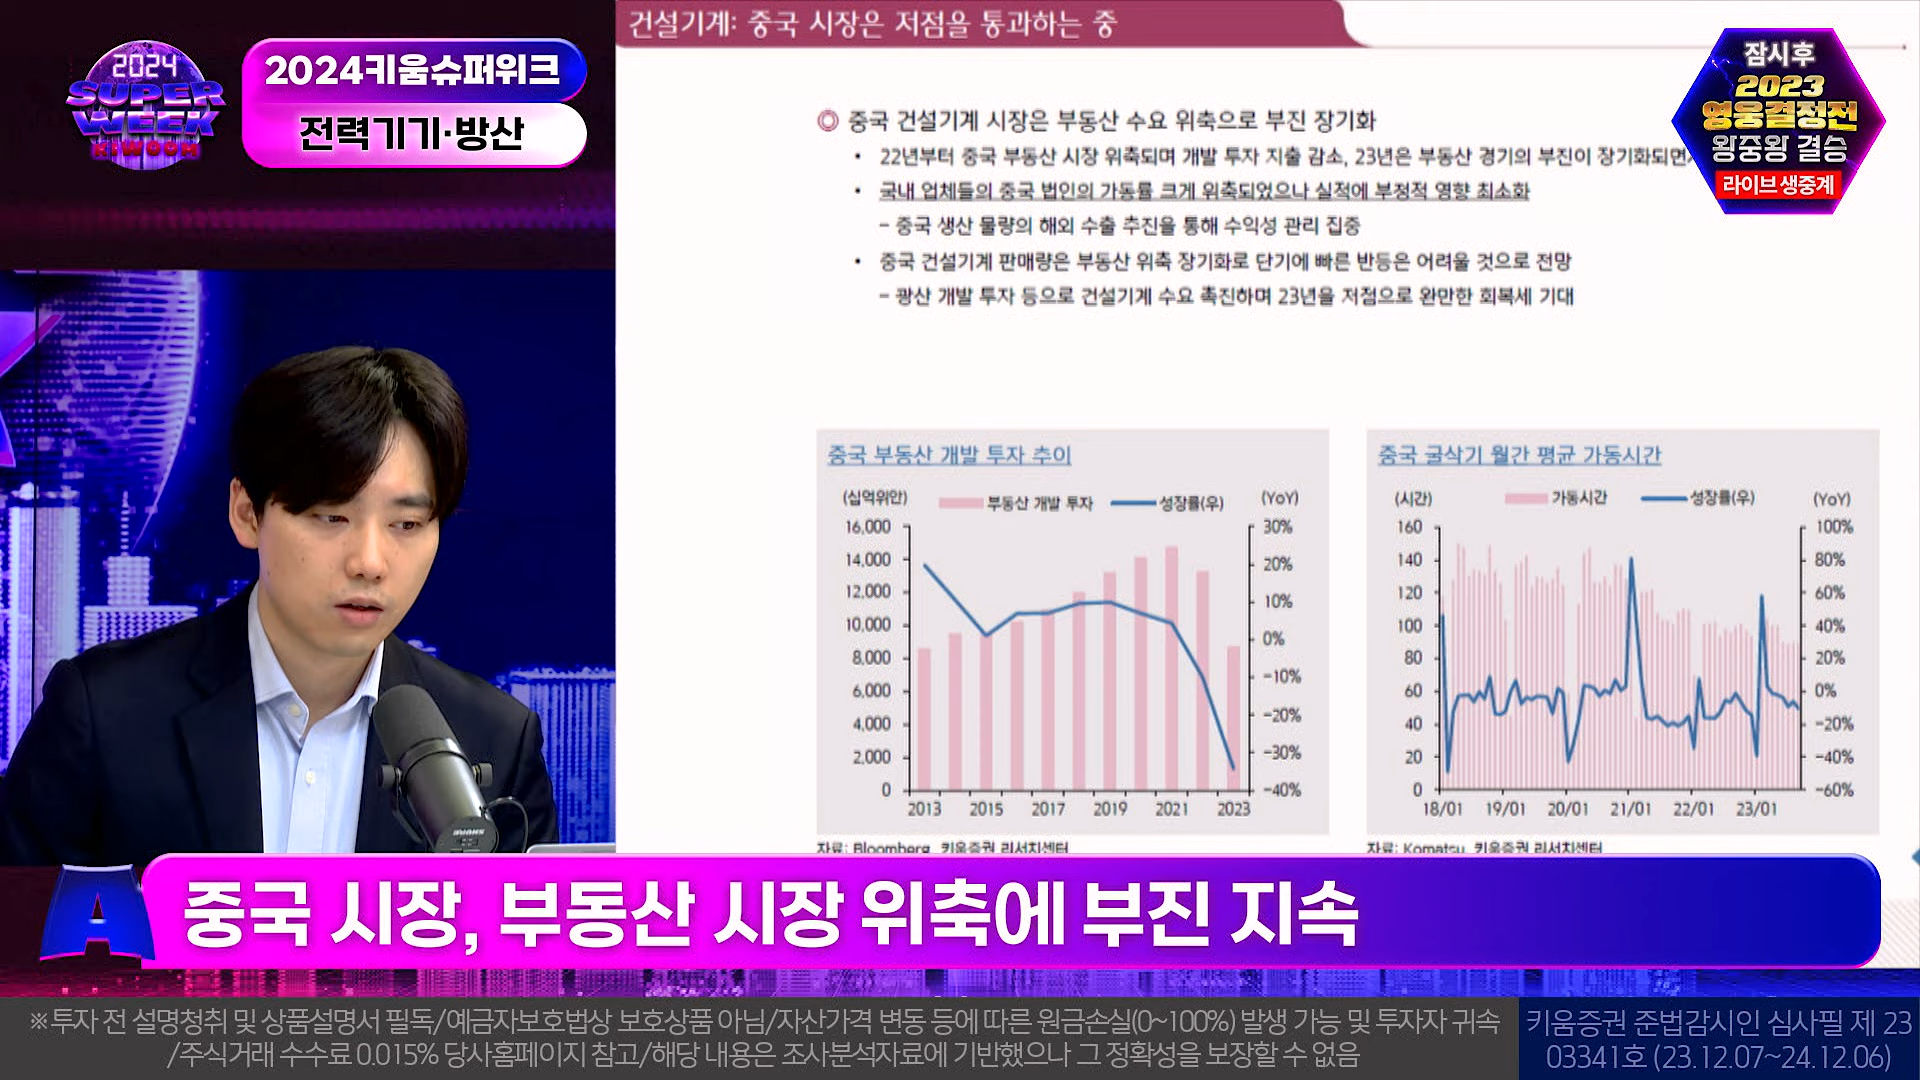 2024
SUPER
WEEK
KIWOOM
2024키움슈퍼위크
전력기기·방산
건설기계: 중국 시장은 저점을 통과하는 중
잠시후
2023
영웅결정전
왕중왕 결승
라이브 생중계
◎ 중국 건설기계 시장은 부동산 수요 위축으로 부진 장기화
• 22년부터 중국 부동산 시장 위축되며 개발 투자 지출 감소, 23년은 부동산 경기의 부진이 장기화되면
• 국내 업체들의 중국 법인의 가동률 크게 위축되었으나 실적에 부정적 영향 최소화
– 중국 생산 물량의 해외 수출 추진을 통해 수익성 관리 집중
• 중국 건설기계 판매량은 부동산 위축 장기화로 단기에 빠른 반등은 어려울 것으로 전망
– 광산 개발 투자 등으로 건설기계 수요 촉진하며 23년을 저점으로 완만한 회복세 기대
중국 부동산 개발 투자 추이
(십억위안) 부동산 개발 투자 성장률(우) (YoY)
16,000 30%
14,000 20%
12,000 10%
10,000 0%
8,000 -10%
6,000 -20%
4,000 -30%
2,000 -40%
0
2013 2015 2017 2019 2021 2023
자료: Bloomberg, 키움증권 리서치센터
중국 굴삭기 월간 평균 가동시간
(시간) 가동시간 성장률(우) (YoY)
160 100%
140 80%
120 60%
100 40%
80 20%
60 0%
40 -20%
20 -40%
0 -60%
18/01 19/01 20/01 21/01 22/01 23/01
자료: Komatsu, 키움증권 리서치센터
SHURE
A
중국 시장, 부동산 시장 위축에 부진 지속
※투자 전 설명청취 및 상품설명서 필독/예금자보호법상 보호상품 아님/자산가격 변동 등에 따른 원금손실(0~100%) 발생 가능 및 투자자 귀속
/주식거래 수수료 0.015% 당사홈페이지 참고/해당 내용은 조사분석자료에 기반했으나 그 정확성을 보장할 수 없음
키움증권 준법감시인 심사필 제 23
03341호 (23.12.07~24.12.06)